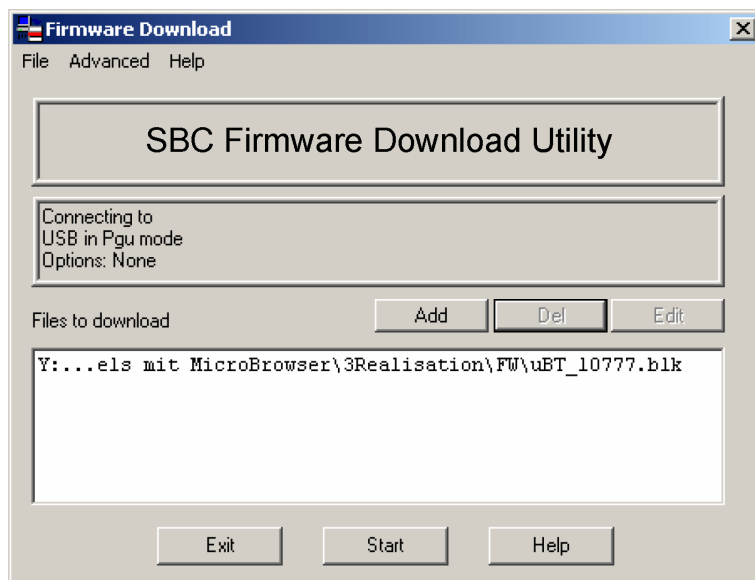 Firmware Download
File Advanced Help
SBC Firmware Download Utility
Connecting to
USB in Pgu mode
Options: None
Files to download
Add Del Edit
Y:...els mit MicroBrowser\3Realisation\FW\uBT_10777.blk
Exit Start Help